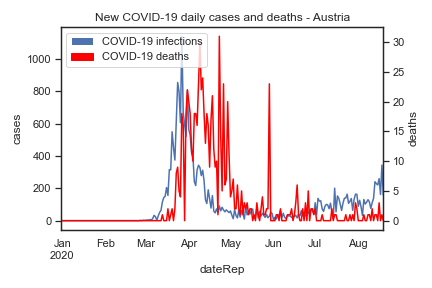 New COVID-19 daily cases and deaths - Austria
COVID-19 infections
COVID-19 deaths
1000
800
600
400
200
0
cases
30
25
20
15
10
5
0
deaths
Jan Feb Mar Apr May Jun Jul Aug
2020
dateRep